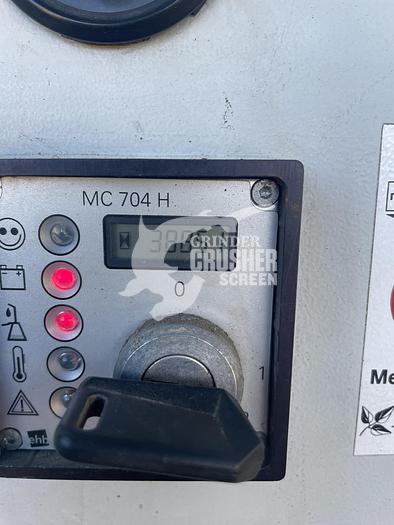 MC 704 H
GRINDER
CRUSHER
SCREEN
0
1
Me
ehb